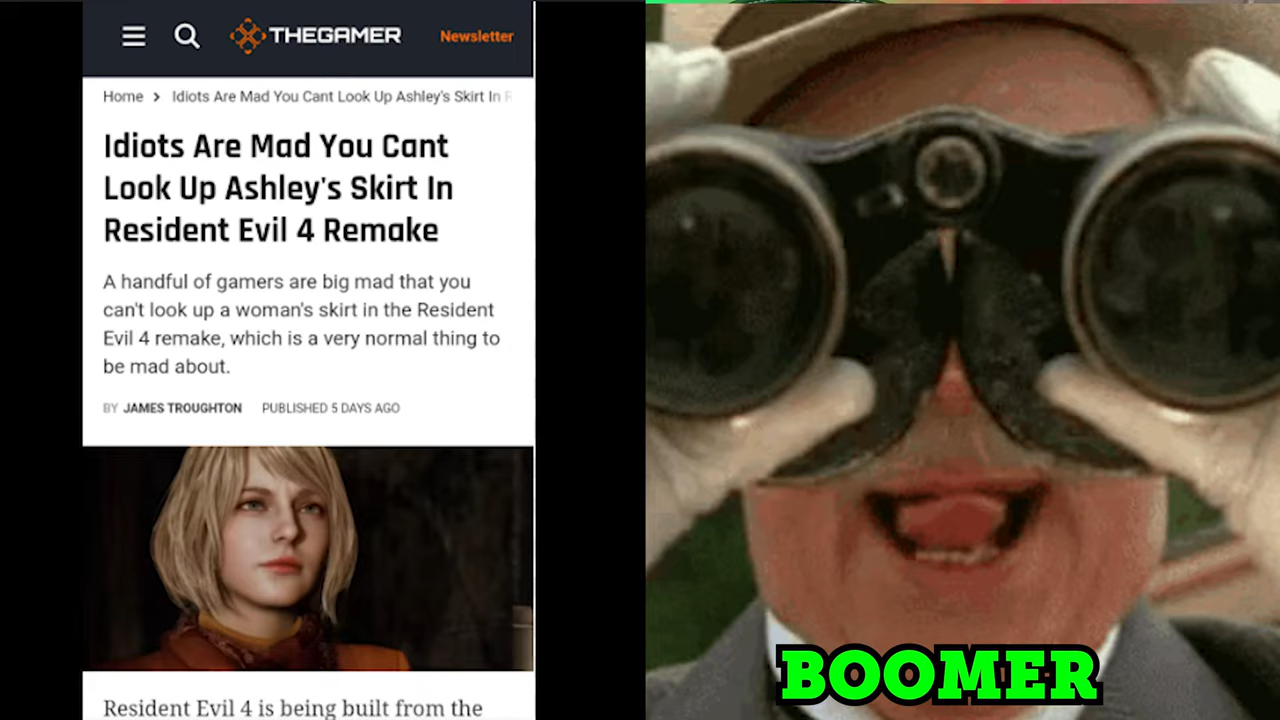 THEGAMER Newsletter
Home > Idiots Are Mad You Cant Look Up Ashley's Skirt In
Idiots Are Mad You Cant
Look Up Ashley's Skirt In
Resident Evil 4 Remake
A handful of gamers are big mad that you
can't look up a woman's skirt in the Resident
Evil 4 remake, which is a very normal thing to
be mad about.
BY JAMES TROUGHTON PUBLISHED 5 DAYS AGO
Resident Evil 4 is being built from the
BOOMER